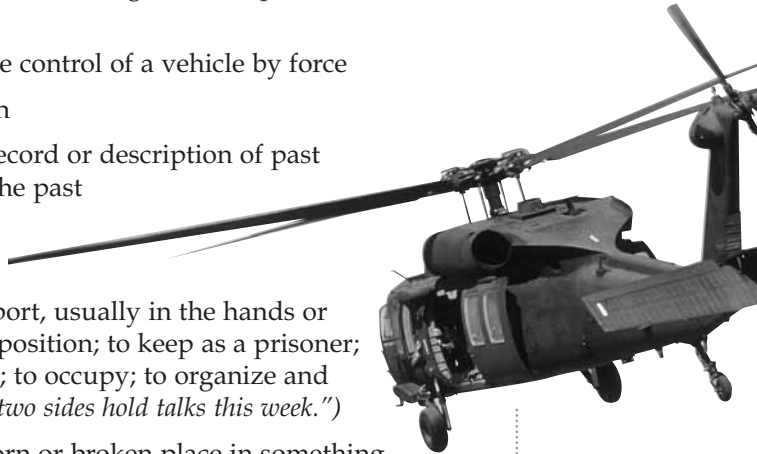 e control of a vehicle by force
ecord or description of past
he past
port, usually in the hands or
position; to keep as a prisoner;
; to occupy; to organize and
two sides hold talks this week.”)
rn or broken place in something